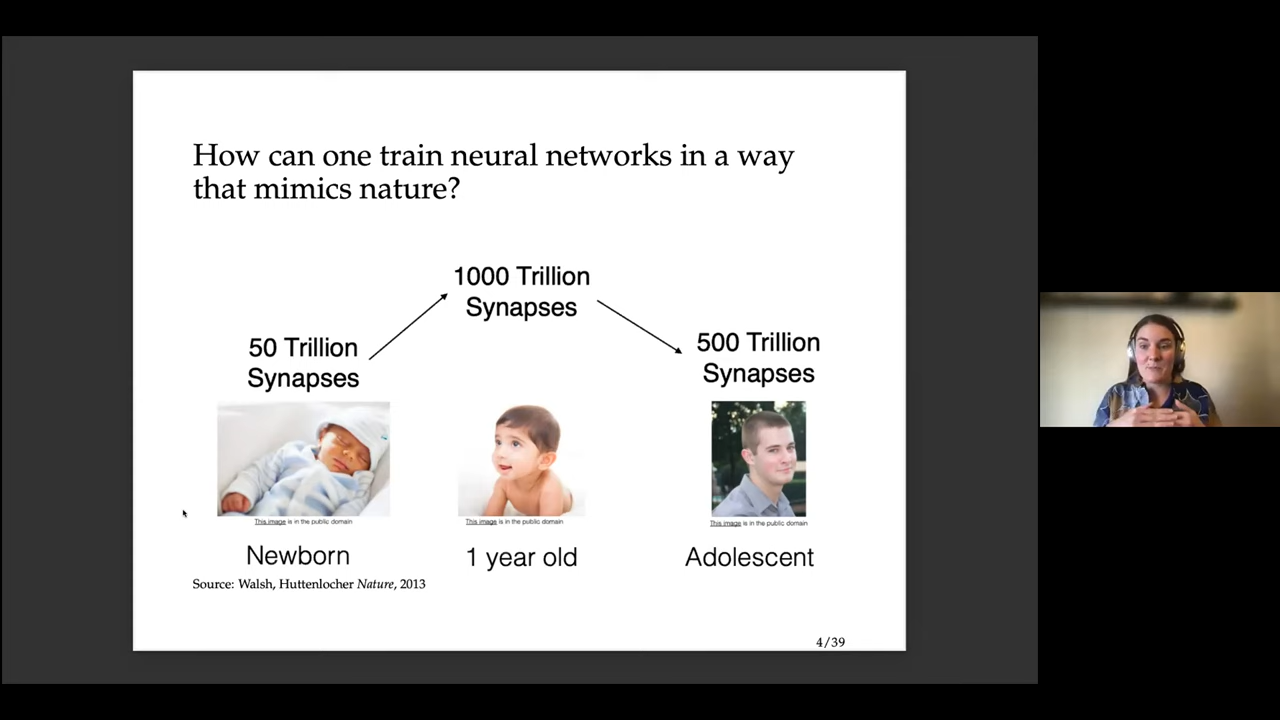 How can one train neural networks in a way
that mimics nature?
1000 Trillion
Synapses
50 Trillion
Synapses
500 Trillion
Synapses
This image is in the public domain
This image is in the public domain
This image is in the public domain
Newborn
1 year old
Adolescent
Source: Walsh, Huttenlocher Nature, 2013
4/39